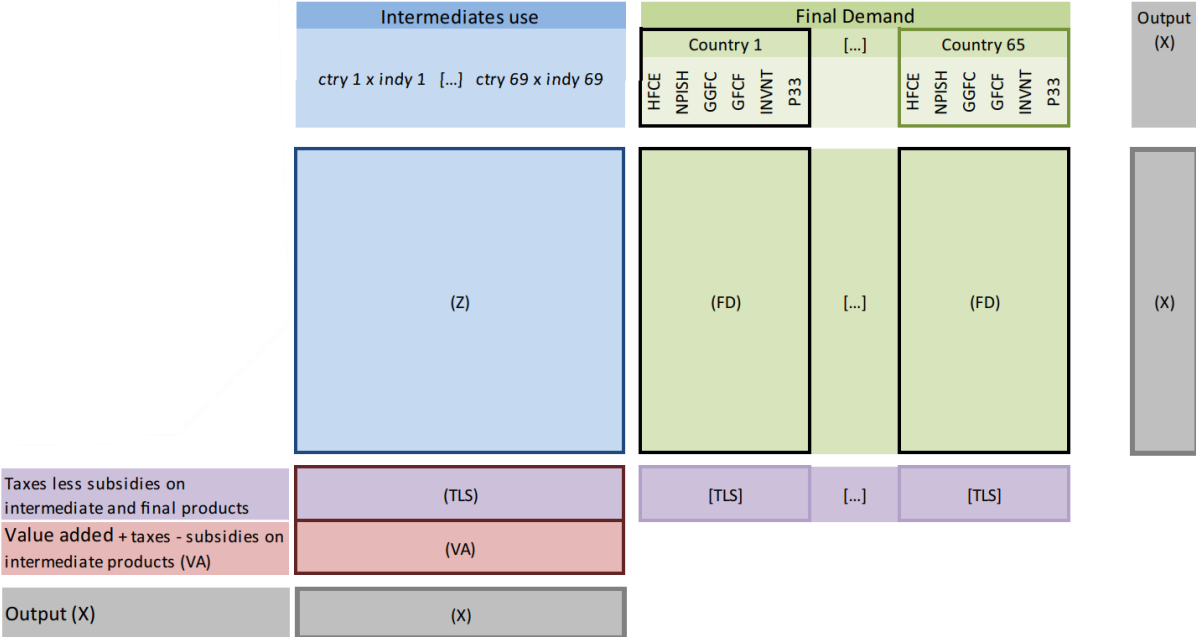 Intermediates use
Final Demand
Output
(X)
Country 1
[...]
Country 65
ctry 1 x indy 1 [...] ctry 69 x indy 69
HFCE
NPISH
GGFC
GFCF
INVNT
P33
HFCE
NPISH
GGFC
GFCF
INVNT
P33
(Z)
(FD)
[...]
(FD)
(X)
Taxes less subsidies on
intermediate and final products
(TLS)
[TLS]
[...]
[TLS]
Value added + taxes - subsidies on
intermediate products (VA)
(VA)
Output (X)
(X)